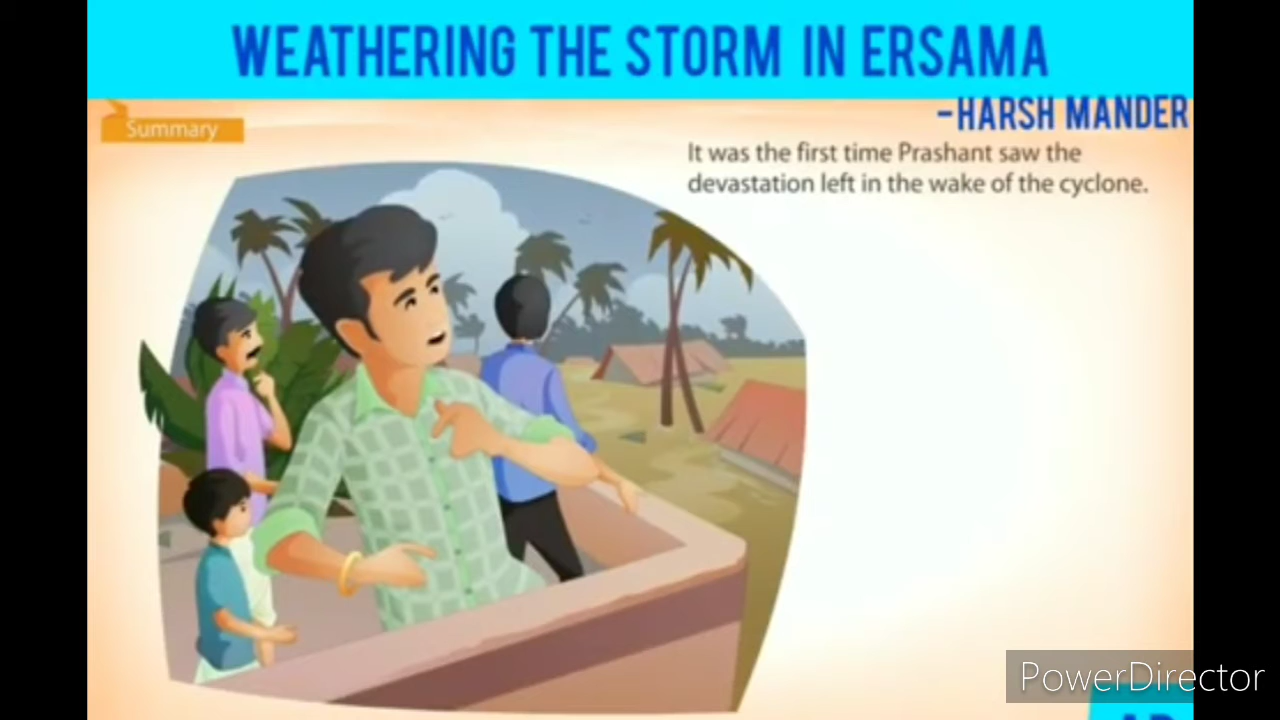 WEATHERING THE STORM IN ERSAMA
-HARSH MANDER
Summary
It was the first time Prashant saw the
devastation left in the wake of the cyclone.
PowerDirector